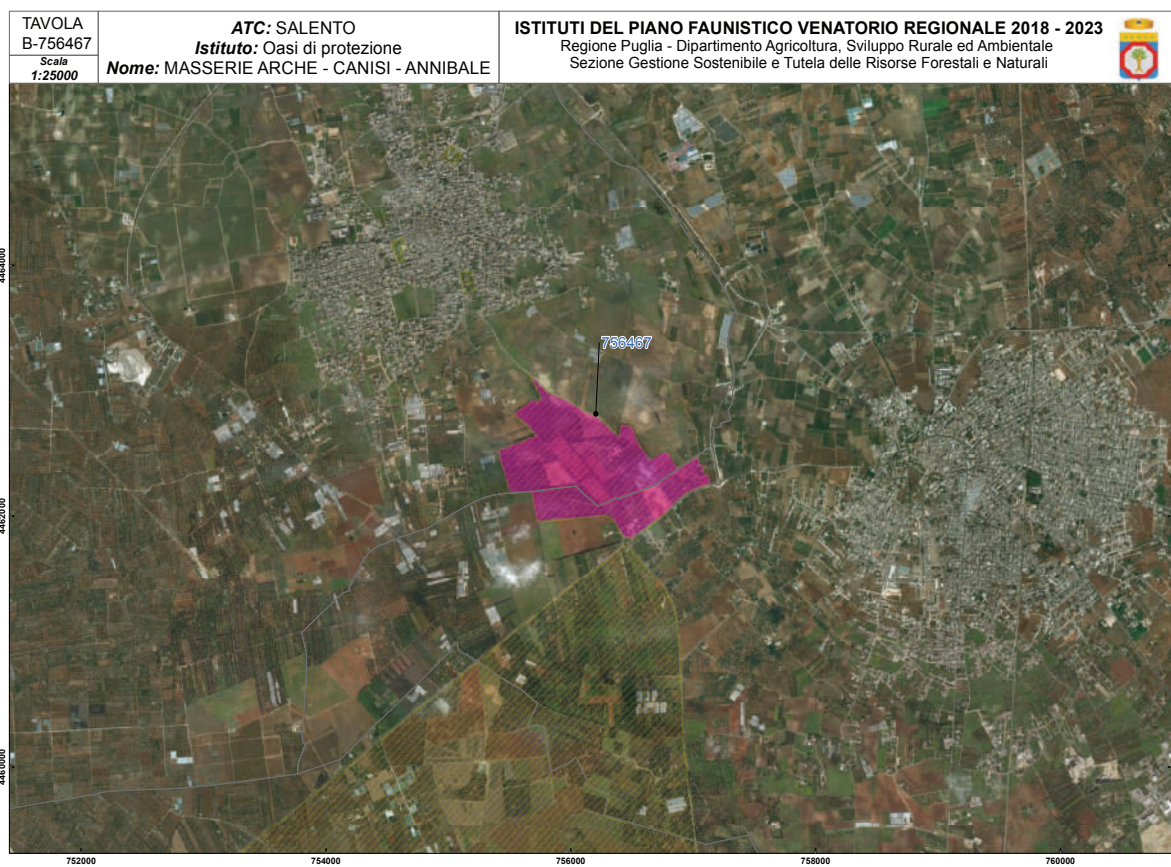 TAVOLA
B-756467
Scala
1:25000
ATC: SALENTO
Istituto: Oasi di protezione
Nome: MASSERIE ARCHE - CANISI - ANNIBALE
ISTITUTI DEL PIANO FAUNISTICO VENATORIO REGIONALE 2018 - 2023
Regione Puglia - Dipartimento Agricoltura, Sviluppo Rurale ed Ambientale
Sezione Gestione Sostenibile e Tutela delle Risorse Forestali e Naturali
4464000
756467
4462000
4460000
752000
754000
756000
758000
760000